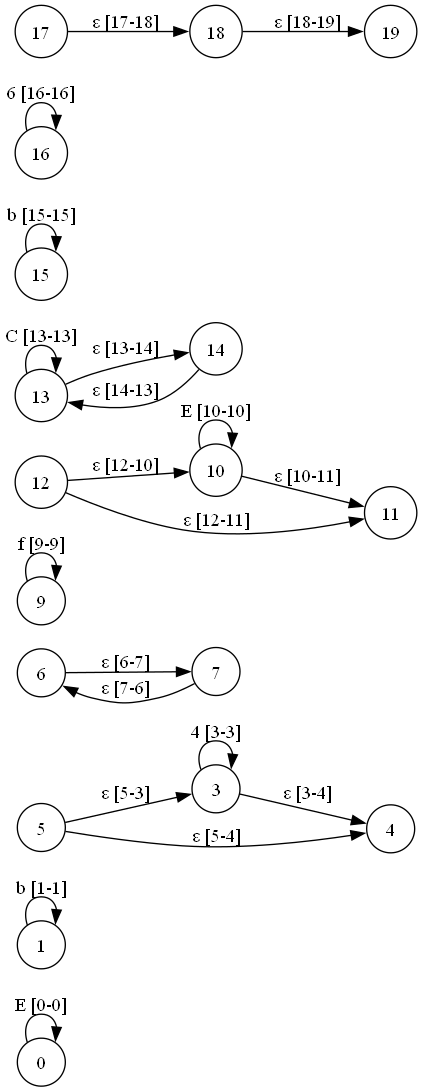 17 ε [17-18] 18 ε [18-19] 19
6 [16-16]
16
b [15-15]
15
C [13-13]
13 ε [13-14] 14
ε [14-13]
E [10-10]
12 ε [12-10] 10 ε [10-11] 11
ε [12-11]
f [9-9]
9
6 ε [6-7] 7
ε [7-6]
4 [3-3]
5 ε [5-3] 3 ε [3-4] 4
ε [5-4]
b [1-1]
1
E [0-0]
0